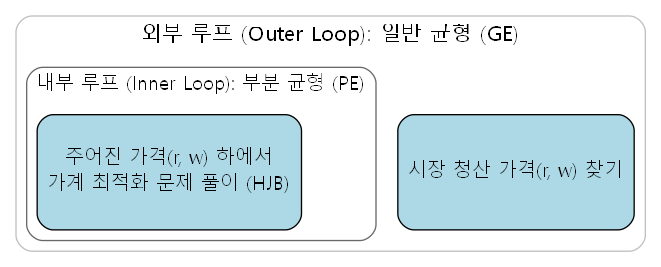 외부 루프 (Outer Loop): 일반 균형 (GE)
내부 루프 (Inner Loop): 부분 균형 (PE)
주어진 가격(r, w) 하에서
가계 최적화 문제 풀이 (HJB)
시장 청산 가격(r, w) 찾기